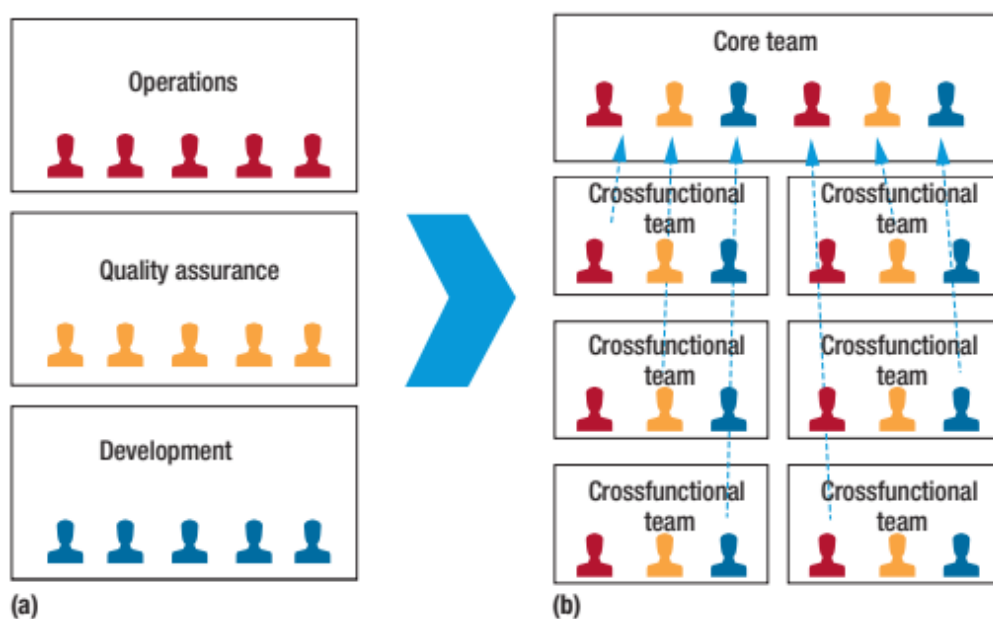 Operations
Quality assurance
Development
(a)
Core team
Crossfunctional
team
Crossfunctional
team
Crossfunctional
team
Crossfunctional
team
Crossfunctional
team
Crossfunctional
team
(b)